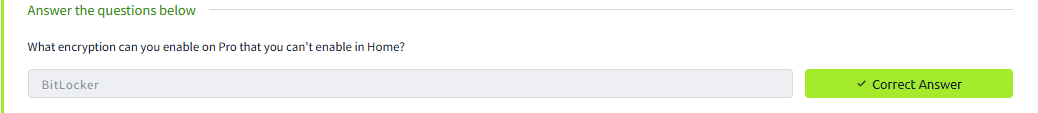 Answer the questions below
What encryption can you enable on Pro that you can't enable in Home?
BitLocker
✓ Correct Answer